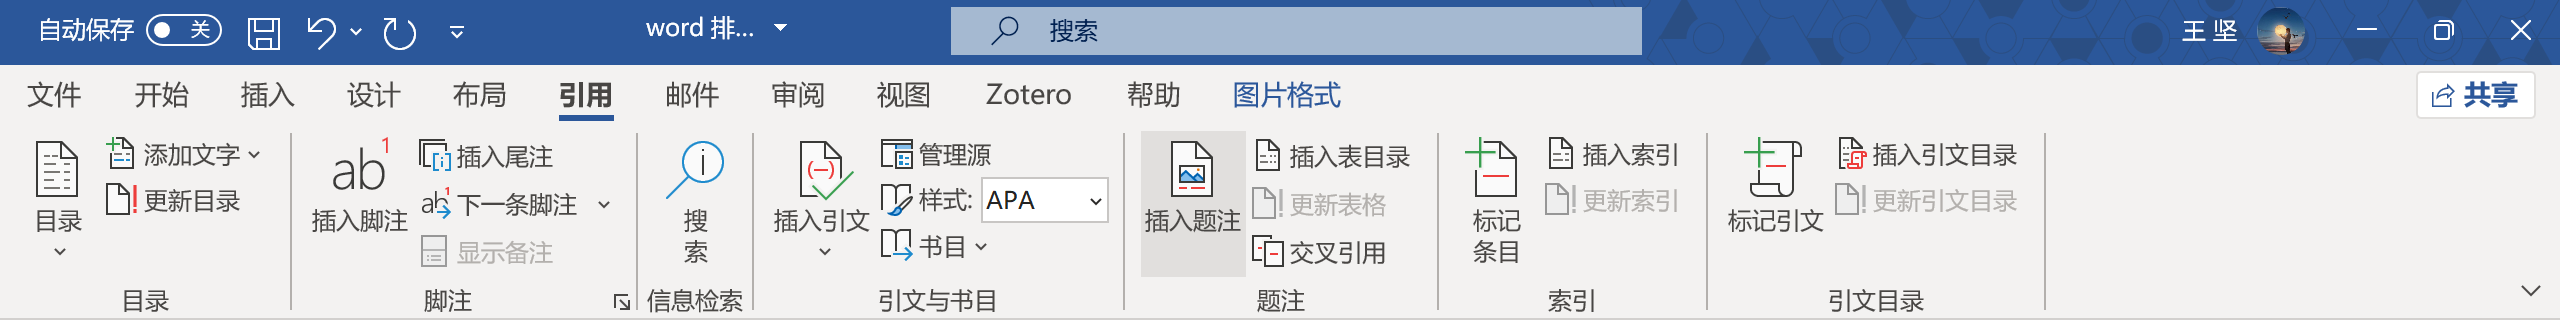 自动保存 关 word 排... 搜索 王 坚
文件 开始 插入 设计 布局 引用 邮件 审阅 视图 Zotero 帮助 图片格式 共享
目录
添加文字
更新目录
目录
ab1
插入脚注
插入尾注
ab1 下一条脚注
显示备注
脚注
搜
索
信息检索
(-)
插入引文
管理源
样式: APA
书目
引文与书目
插入题注
插入表目录
更新表格
交叉引用
题注
标记
条目
插入索引
更新索引
索引
标记引文
插入引文目录
更新引文目录
引文目录